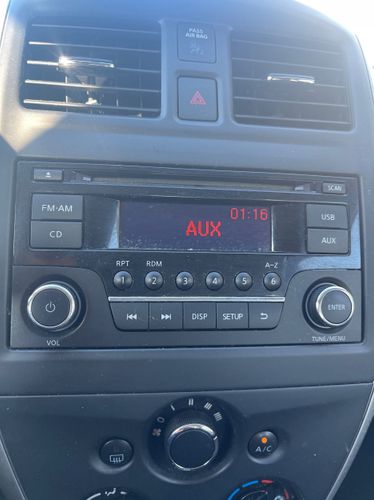 PASS
AIR BAG
SCAN
FM·AM
CD
01:16
AUX
USB
AUX
RPT
RDM
A-Z
1
2
3
4
5
6
DISP
SETUP
ENTER
VOL
TUNE/MENU
A/C